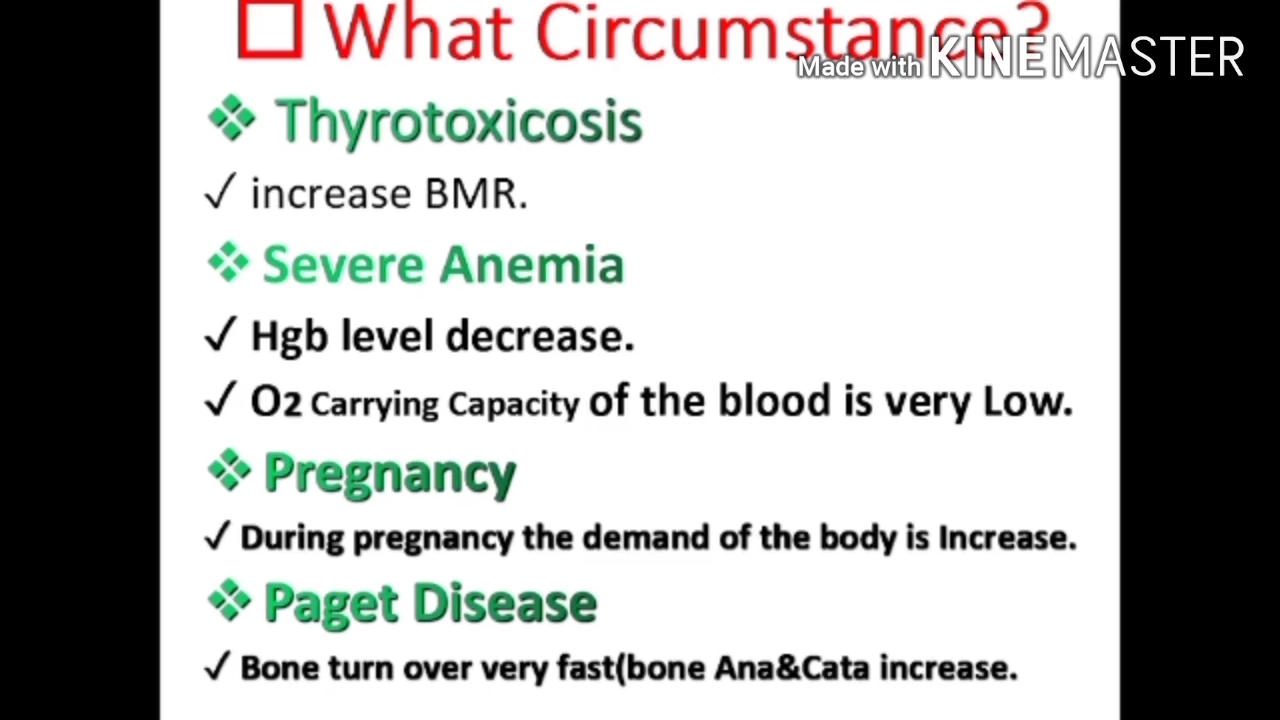 What Circumstance?
Made with KINEMASTER
Thyrotoxicosis
✓ increase BMR.
Severe Anemia
✓ Hgb level decrease.
✓ O2 Carrying Capacity of the blood is very Low.
Pregnancy
✓ During pregnancy the demand of the body is Increase.
Paget Disease
✓ Bone turn over very fast(bone Ana&Cata increase.